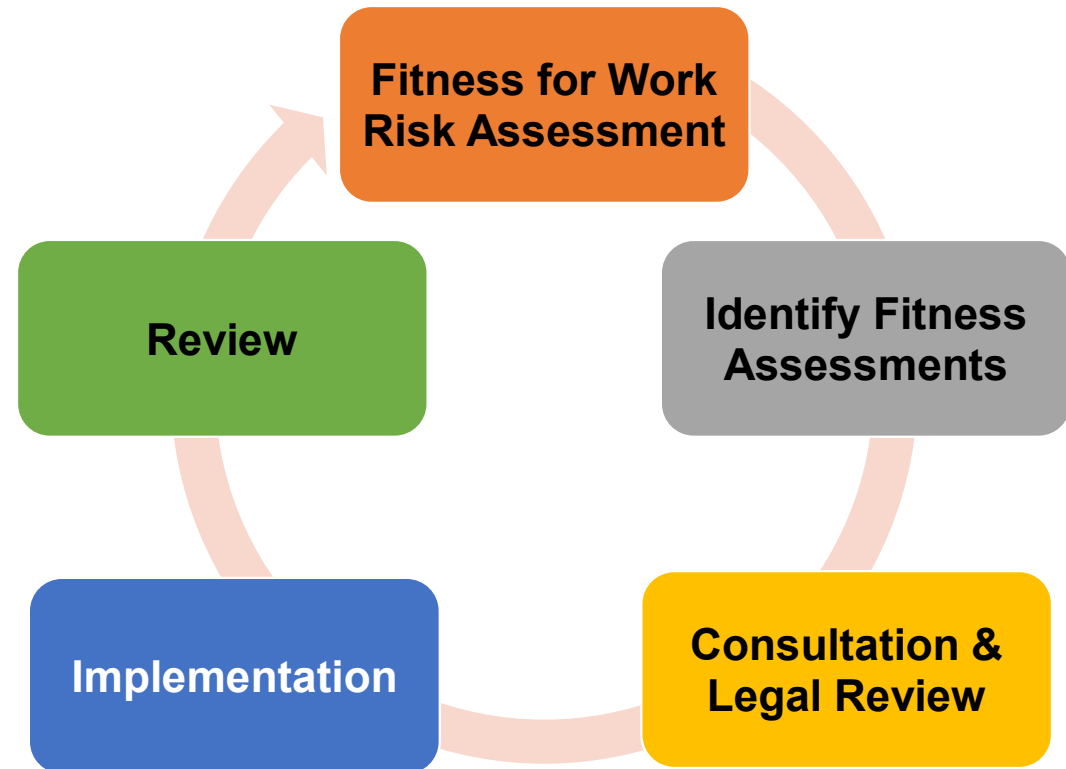 Fitness for Work
Risk Assessment
Identify Fitness
Assessments
Consultation &
Legal Review
Implementation
Review